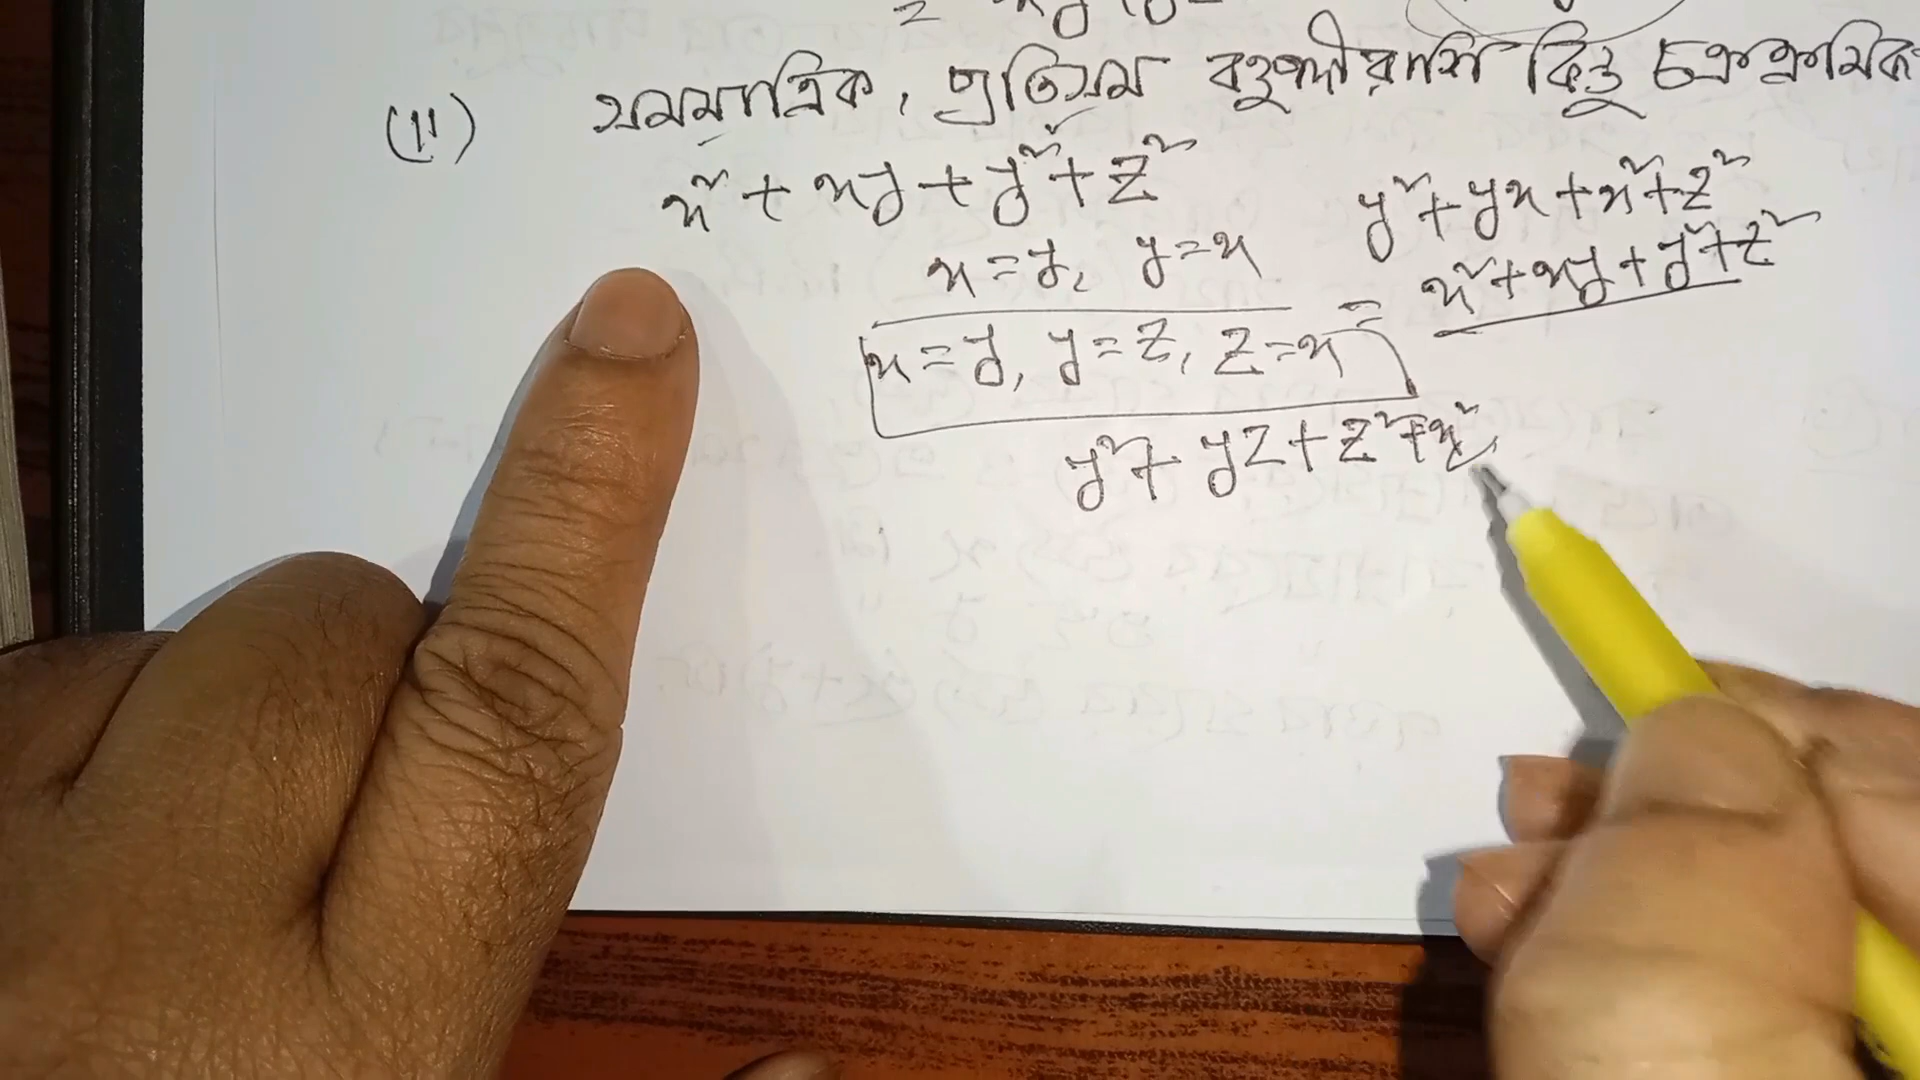 (ii) সমমাত্রিক, প্রতিসম বহুপদী রাশি কিন্তু চক্রক্রমিক
x² + xy + y² + z²
y² + yx + x² + z²
x = y, y = x
= x² + xy + y² + z²
x = y, y = z, z = x
y² + yz + z² + x²